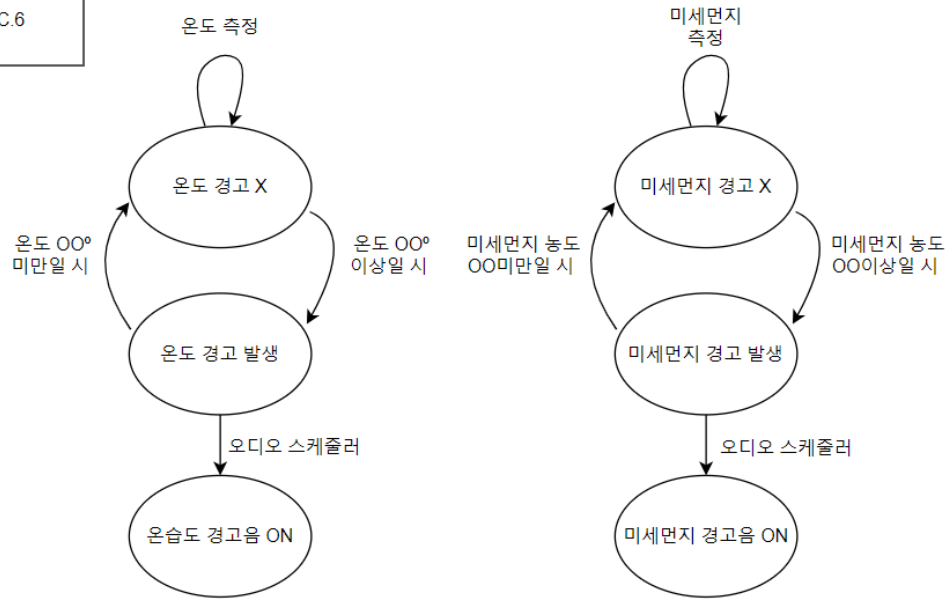 C.6
온도 측정
미세먼지
측정
온도 경고 X
미세먼지 경고 X
온도 OOº
미만일 시
온도 OOº
이상일 시
미세먼지 농도
OO미만일 시
미세먼지 농도
OO이상일 시
온도 경고 발생
미세먼지 경고 발생
오디오 스케줄러
오디오 스케줄러
온습도 경고음 ON
미세먼지 경고음 ON